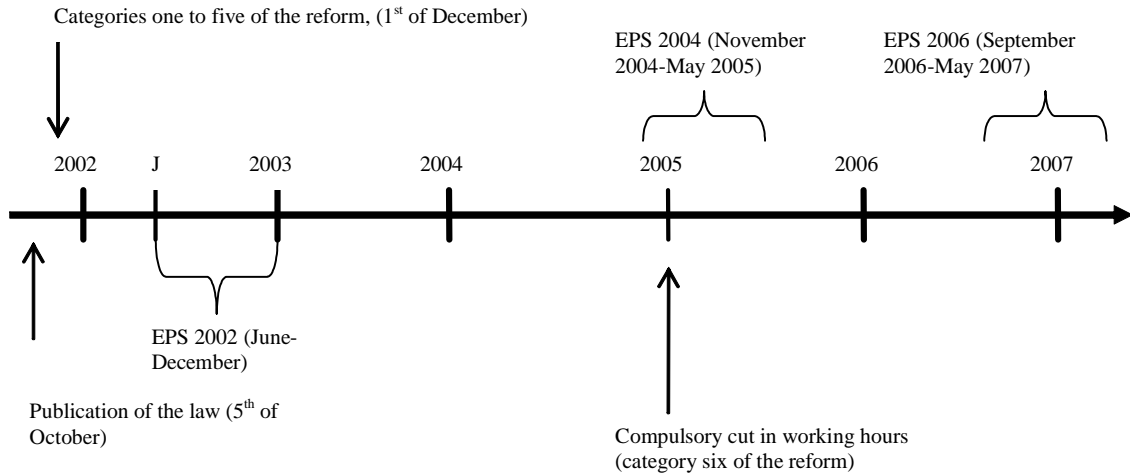 Categories one to five of the reform, (1st of December)
EPS 2004 (November
2004-May 2005)
EPS 2006 (September
2006-May 2007)
2002
J
2003
2004
2005
2006
2007
EPS 2002 (June-
December)
Publication of the law (5th of
October)
Compulsory cut in working hours
(category six of the reform)